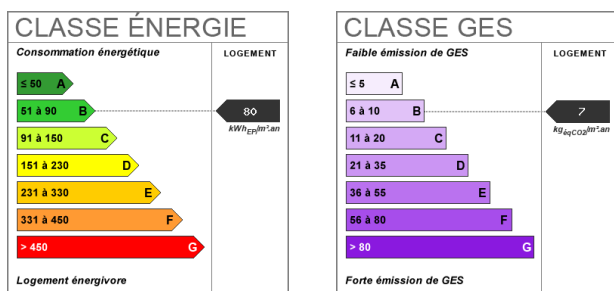 CLASSE ÉNERGIE
Consommation énergétique
LOGEMENT
≤ 50 A
51 à 90 B
80
kWhEP/m².an
91 à 150 C
151 à 230 D
231 à 330 E
331 à 450 F
> 450 G
Logement énergivore
CLASSE GES
Faible émission de GES
LOGEMENT
≤ 5 A
6 à 10 B
7
kgéqCO2/m².an
11 à 20 C
21 à 35 D
36 à 55 E
56 à 80 F
> 80 G
Forte émission de GES